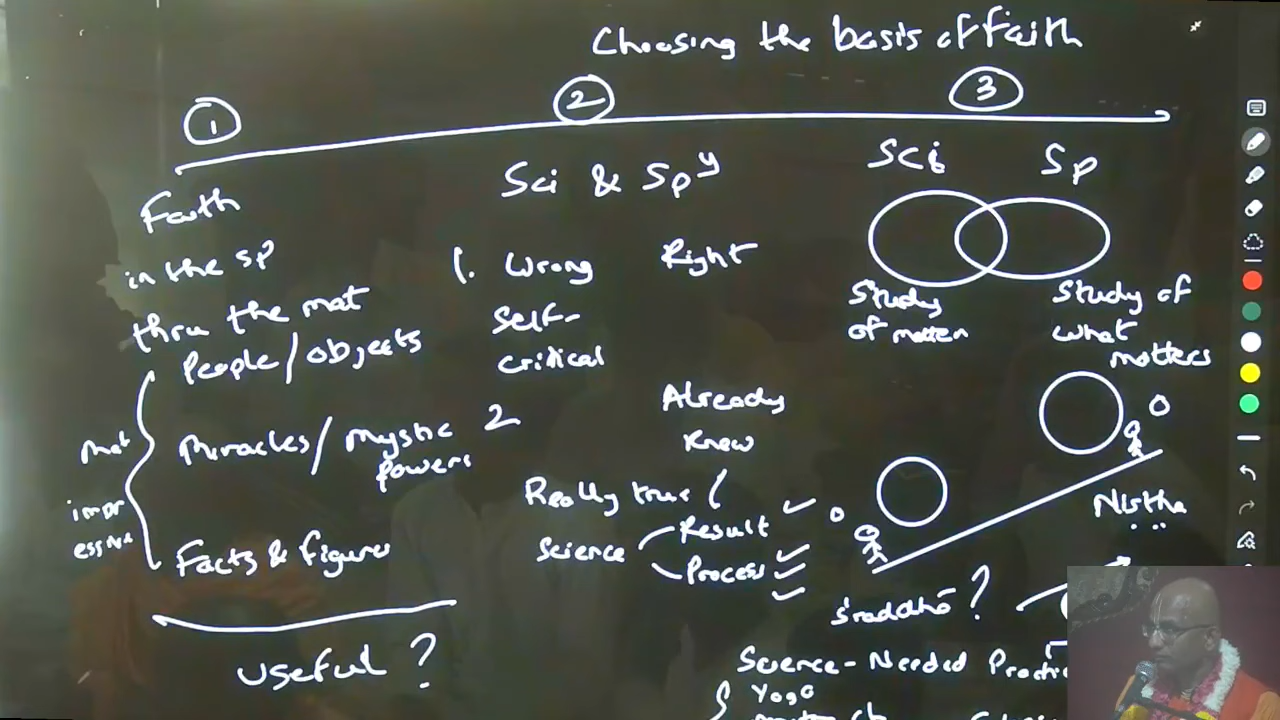 Choosing the basis of Faith
1
2
3
Faith
in the sp
thru the mat
People/objects
Mat
impr
essive
Miracles/Mystic
powers
Facts & figures
useful?
Sci & Sp y
1. Wrong Right
Self-
critical
2
Already
knew
Really true
Science
Result
Process
Sci Sp
Study
of matter
Study of
what
matters
Nistha
śraddhā?
Science-Needed
Yoga